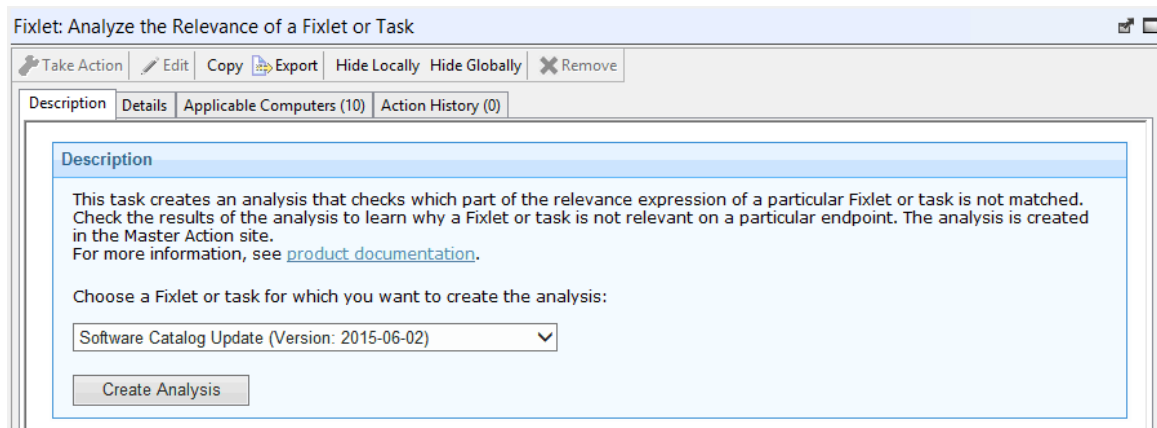 Fixlet: Analyze the Relevance of a Fixlet or Task
Take Action Edit Copy Export Hide Locally Hide Globally Remove
Description Details Applicable Computers (10) Action History (0)
Description
This task creates an analysis that checks which part of the relevance expression of a particular Fixlet or task is not matched.
Check the results of the analysis to learn why a Fixlet or task is not relevant on a particular endpoint. The analysis is created
in the Master Action site.
For more information, see product documentation.
Choose a Fixlet or task for which you want to create the analysis:
Software Catalog Update (Version: 2015-06-02)
Create Analysis